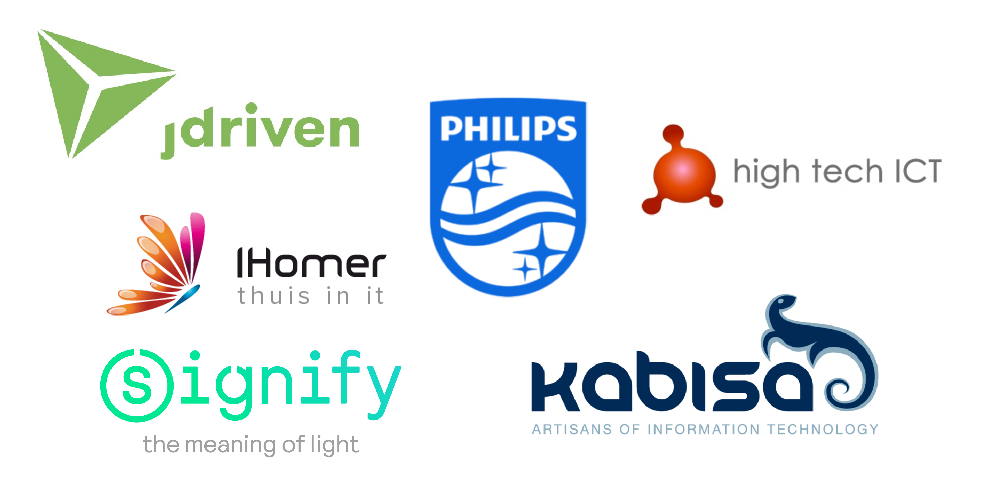 jdriven
PHILIPS
high tech ICT
IHomer
thuis in it
signify
the meaning of light
kabisa
ARTISANS OF INFORMATION TECHNOLOGY